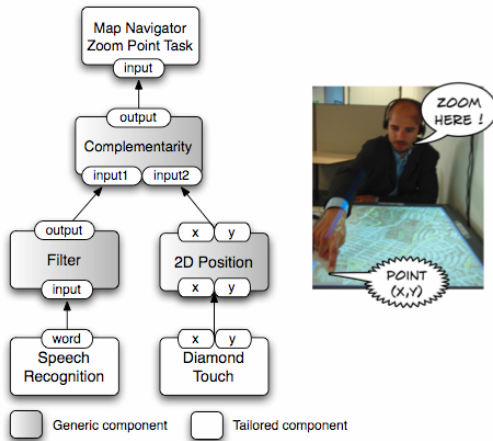 Map Navigator
Zoom Point Task
input
output
Complementarity
input1 input2
output
Filter
input
x y
2D Position
x y
word
Speech
Recognition
x y
Diamond
Touch
Generic component
Tailored component
ZOOM
HERE !
POINT
(X,Y)